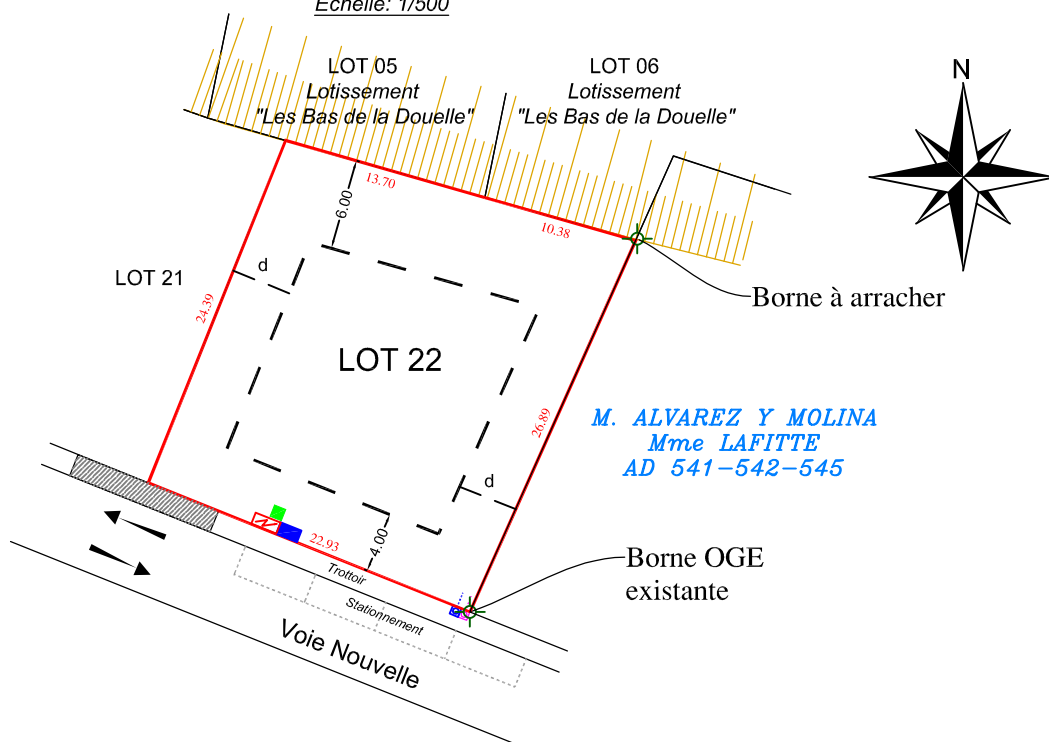 Echelle: 1/500
LOT 05
Lotissement
"Les Bas de la Douelle"
LOT 06
Lotissement
"Les Bas de la Douelle"
N
13.70
6.00
10.38
d
LOT 21
24.39
Borne à arracher
LOT 22
26.89
M. ALVAREZ Y MOLINA
Mme LAFITTE
AD 541-542-545
d
4.00
22.93
Trottoir
Stationnement
Borne OGE
existante
Voie Nouvelle